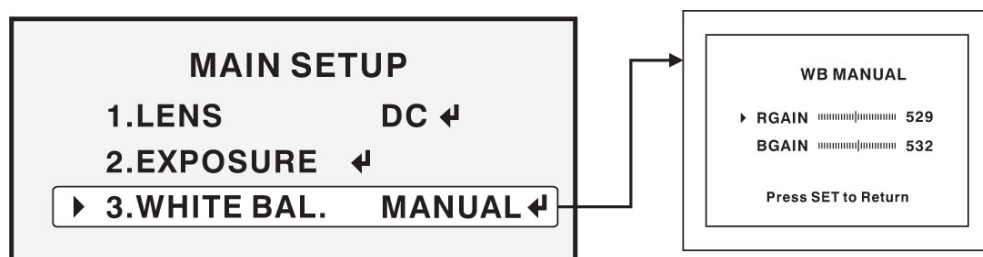 MAIN SETUP
1.LENS DC ↲
2.EXPOSURE ↲
3.WHITE BAL. MANUAL↲
WB MANUAL
RGAIN 529
BGAIN 532
Press SET to Return